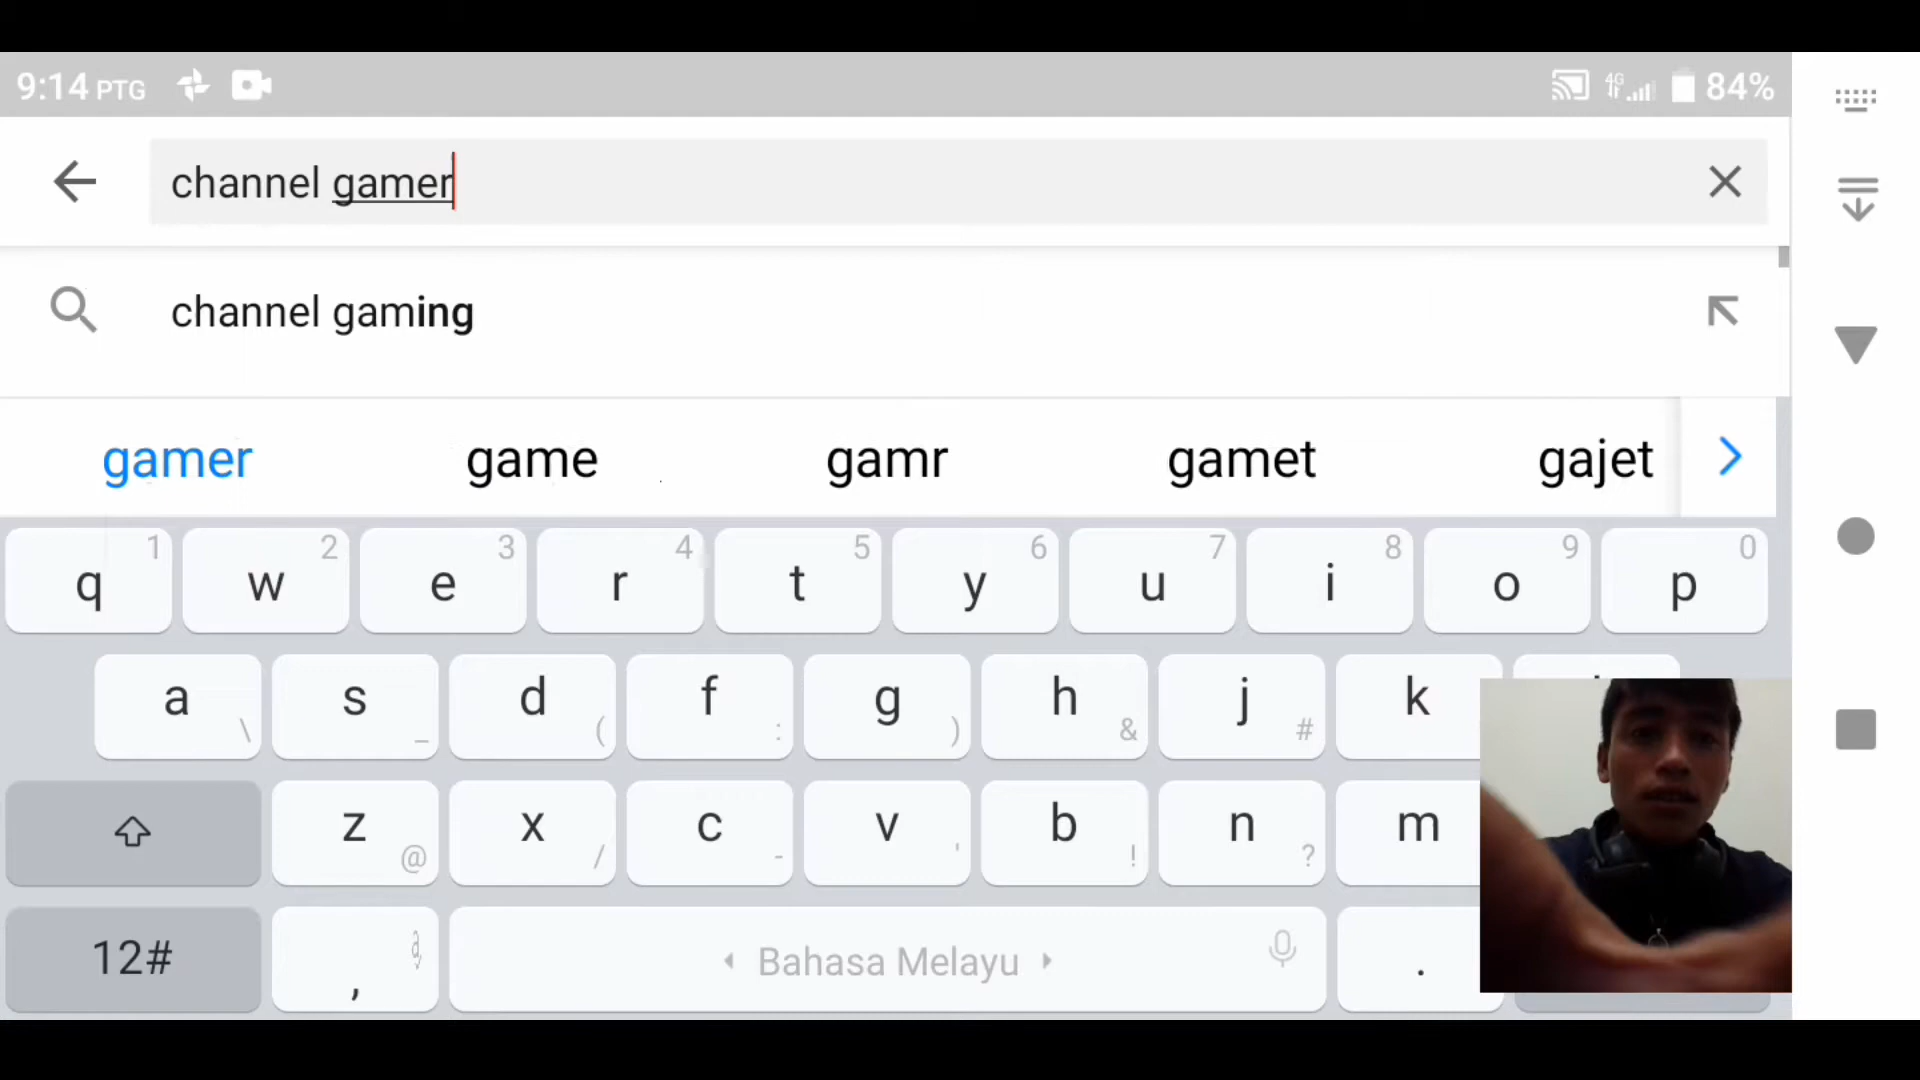 9:14 PTG 4G 84%
channel gamer
channel gaming
gamer game gamr gamet gajet
1 2 3 4 5 6 7 8 9 0
q w e r t y u i o p
a s d f g h j k
\ _ ( : ) & #
z x c v b n m
@ / - ' ! ?
12# , Bahasa Melayu .